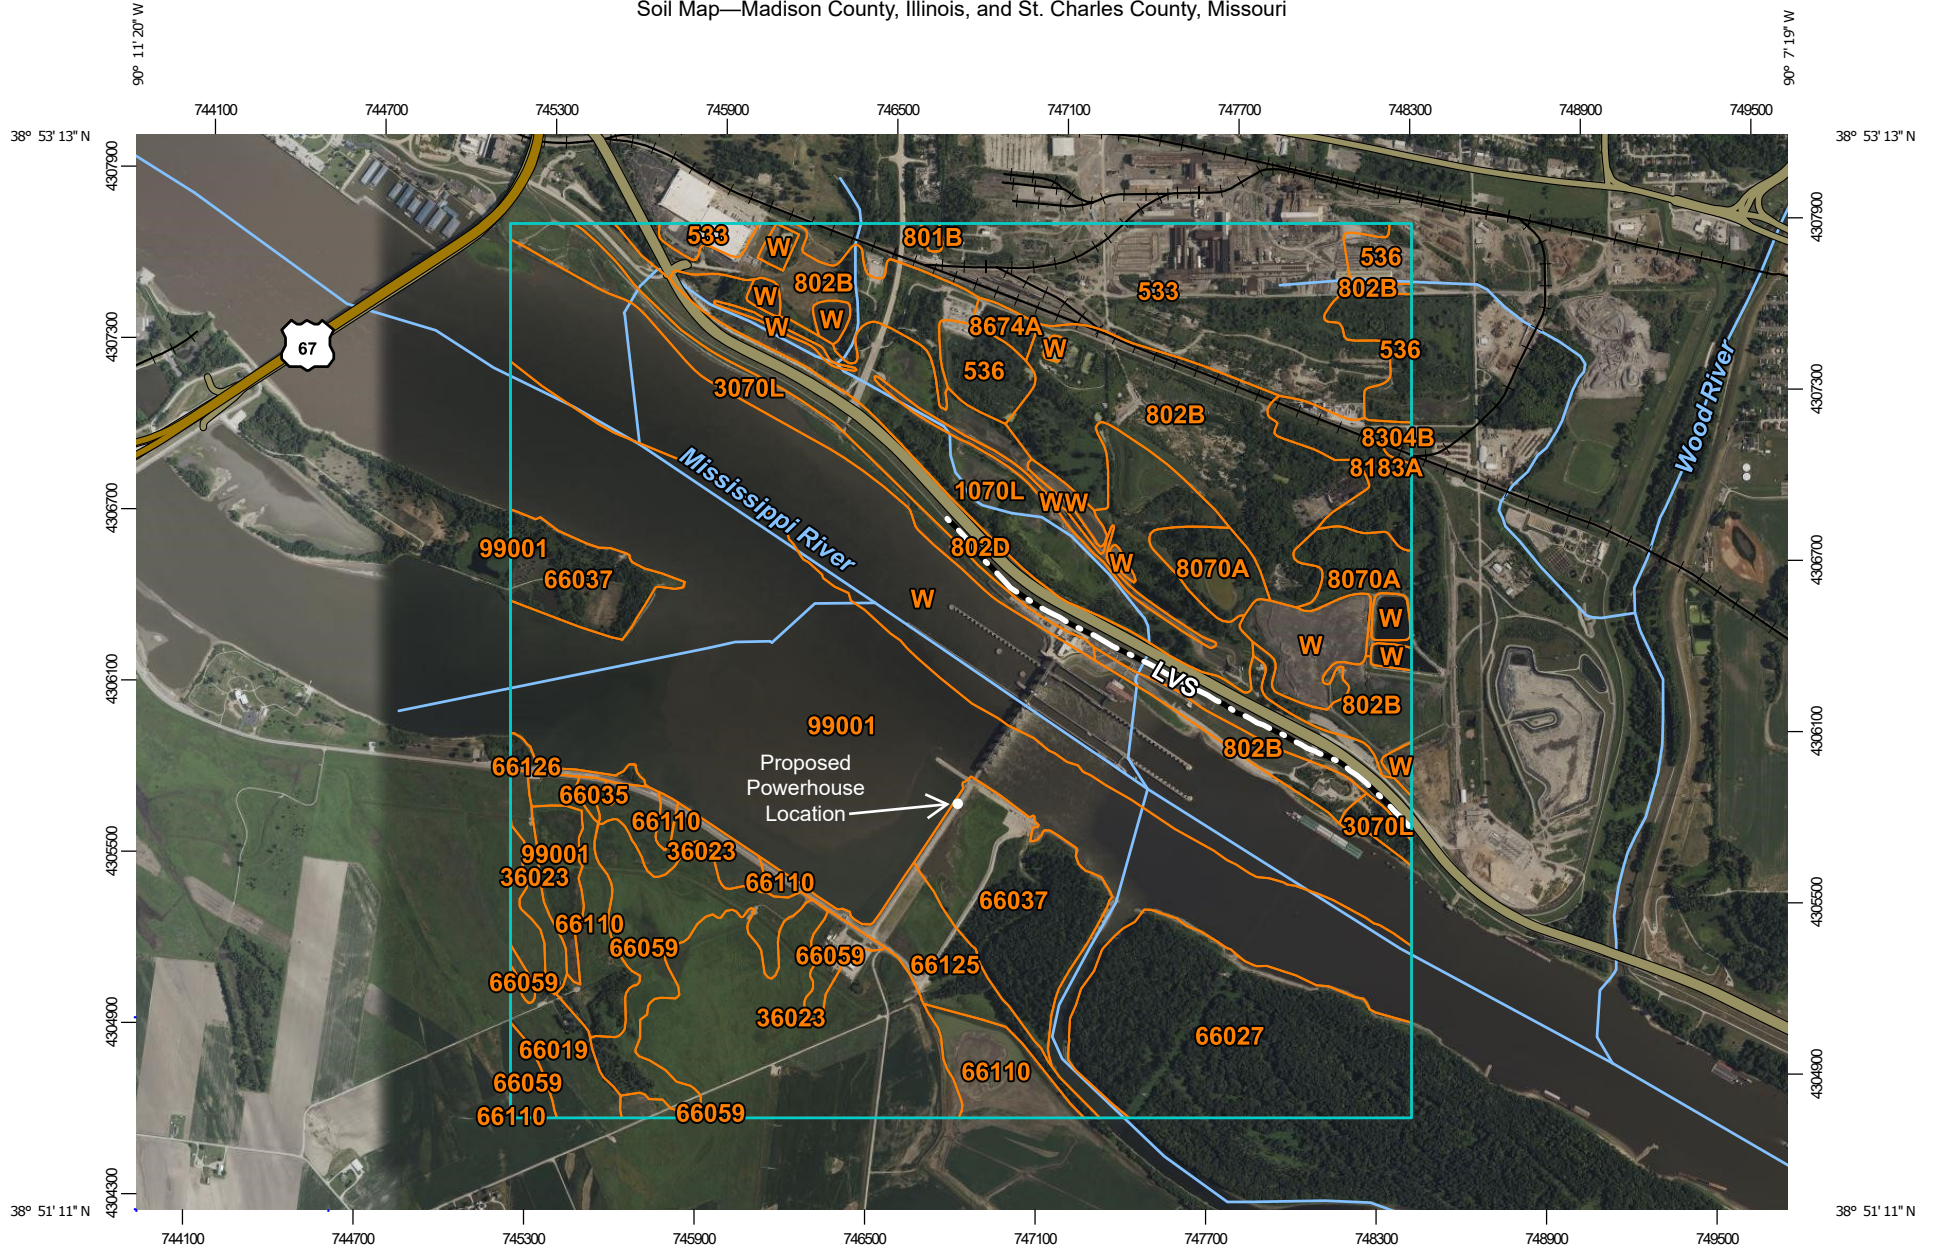 Soil Map—Madison County, Illinois, and St. Charles County, Missouri
90° 11' 20" W
90° 7' 19" W
744100 744700 745300 745900 746500 747100 747700 748300 748900 749500
38° 53' 13" N
38° 53' 13" N
4307900
4307900
533
W
801B
536
802B
533
802B
W
W
W
8674A
W
536
536
4307300
4307300
67
3070L
802B
8304B
8183A
Wood River
Mississippi River
1070L
WW
4306700
4306700
99001
802D
W
66037
8070A
8070A
W
W
W
W
4306100
4306100
LVS
802B
99001
802B
W
66126
Proposed
Powerhouse
Location
66035
66110
3070L
36023
99001
4305500
4305500
36023
66110
66037
66110
66059
66059
66125
66059
36023
4304900
4304900
66027
66019
66110
66059
66110
66059
4304300
38° 51' 11" N
38° 51' 11" N
744100 744700 745300 745900 746500 747100 747700 748300 748900 749500